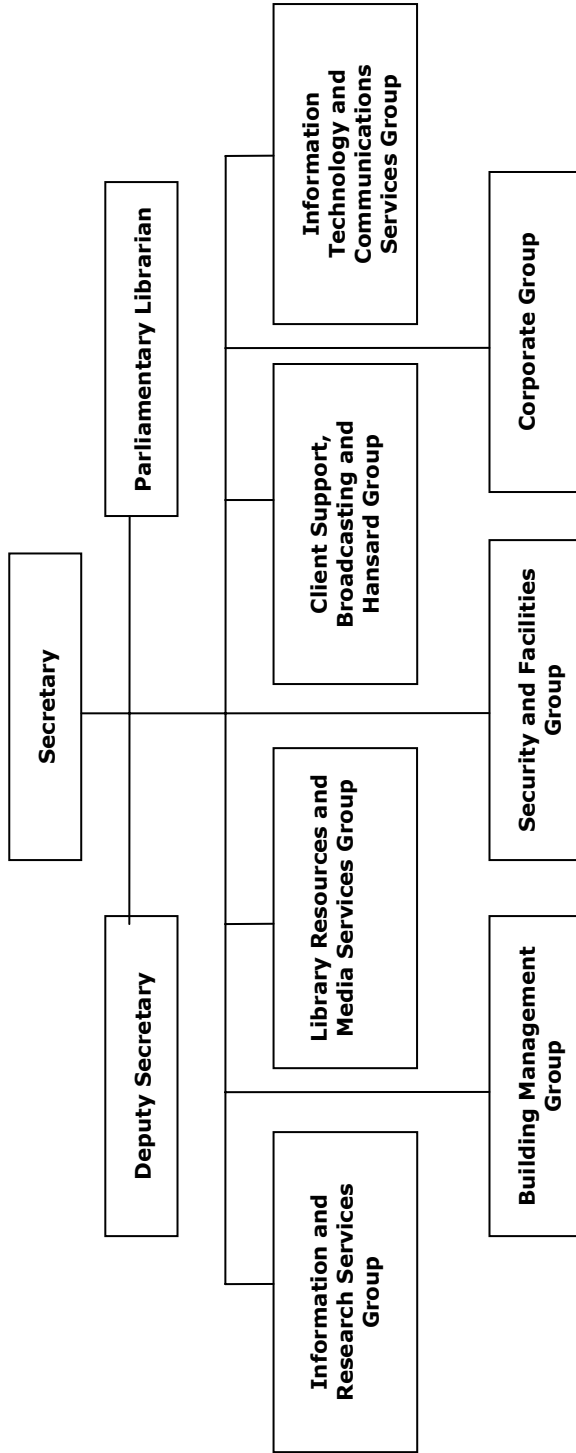 Secretary
Deputy Secretary
Parliamentary Librarian
Information and
Research Services
Group
Library Resources and
Media Services Group
Client Support,
Broadcasting and
Hansard Group
Information
Technology and
Communications
Services Group
Building Management
Group
Security and Facilities
Group
Corporate Group